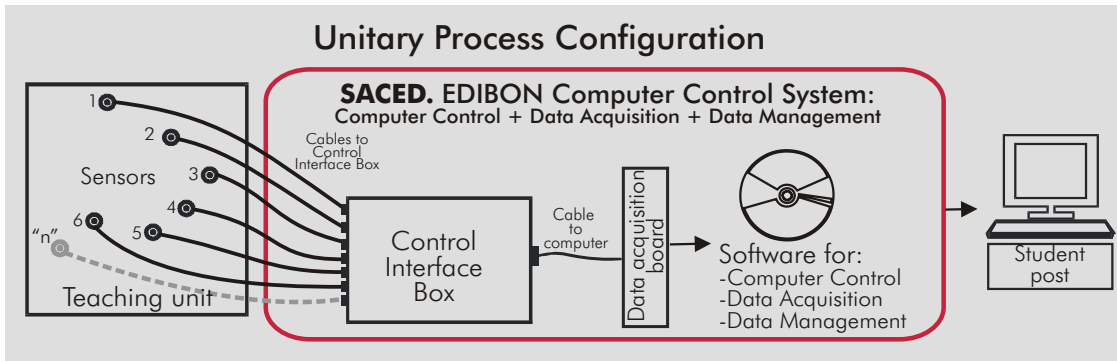 Unitary Process Configuration
SACED. EDIBON Computer Control System:
Computer Control + Data Acquisition + Data Management
1
2
3
4
5
6
“n”
Sensors
Teaching unit
Cables to
Control
Interface Box
Control
Interface
Box
Cable
to
computer
Data acquisition
board
Software for:
-Computer Control
-Data Acquisition
-Data Management
Student
post